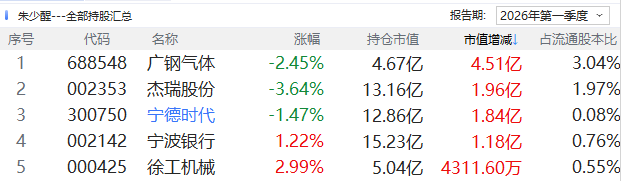 朱少醒---全部持股汇总 报告期: 2026年第一季度
序号 代码 名称 涨幅 持仓市值 市值增减↓ 占流通股本比
1 688548 广钢气体 -2.45% 4.67亿 4.51亿 3.04%
2 002353 杰瑞股份 -3.64% 13.16亿 1.96亿 1.97%
3 300750 宁德时代 -1.47% 12.86亿 1.84亿 0.08%
4 002142 宁波银行 1.22% 15.23亿 1.18亿 0.76%
5 000425 徐工机械 2.99% 5.04亿 4311.60万 0.55%